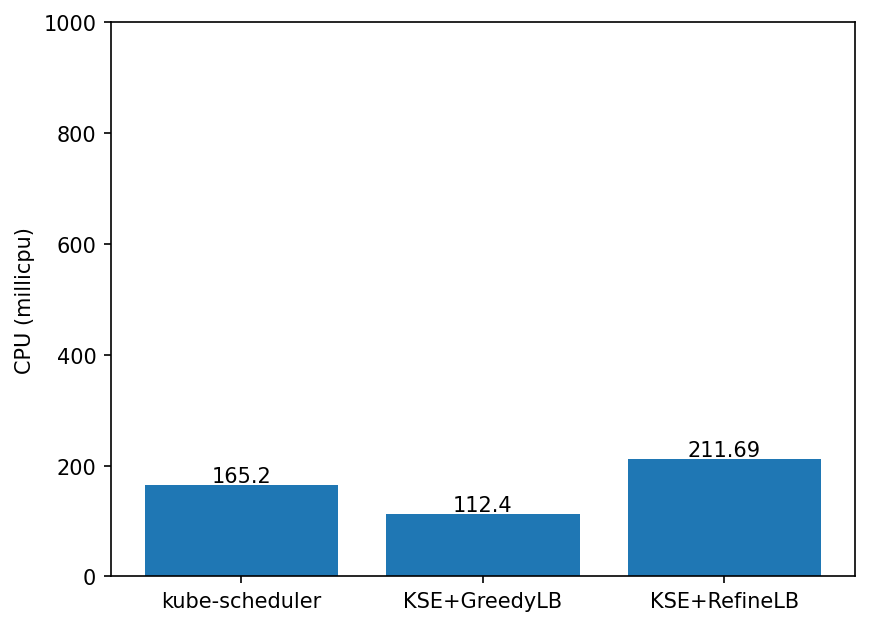 1000
800
600
400
200
0
CPU (millicpu)
165.2
112.4
211.69
kube-scheduler
KSE+GreedyLB
KSE+RefineLB